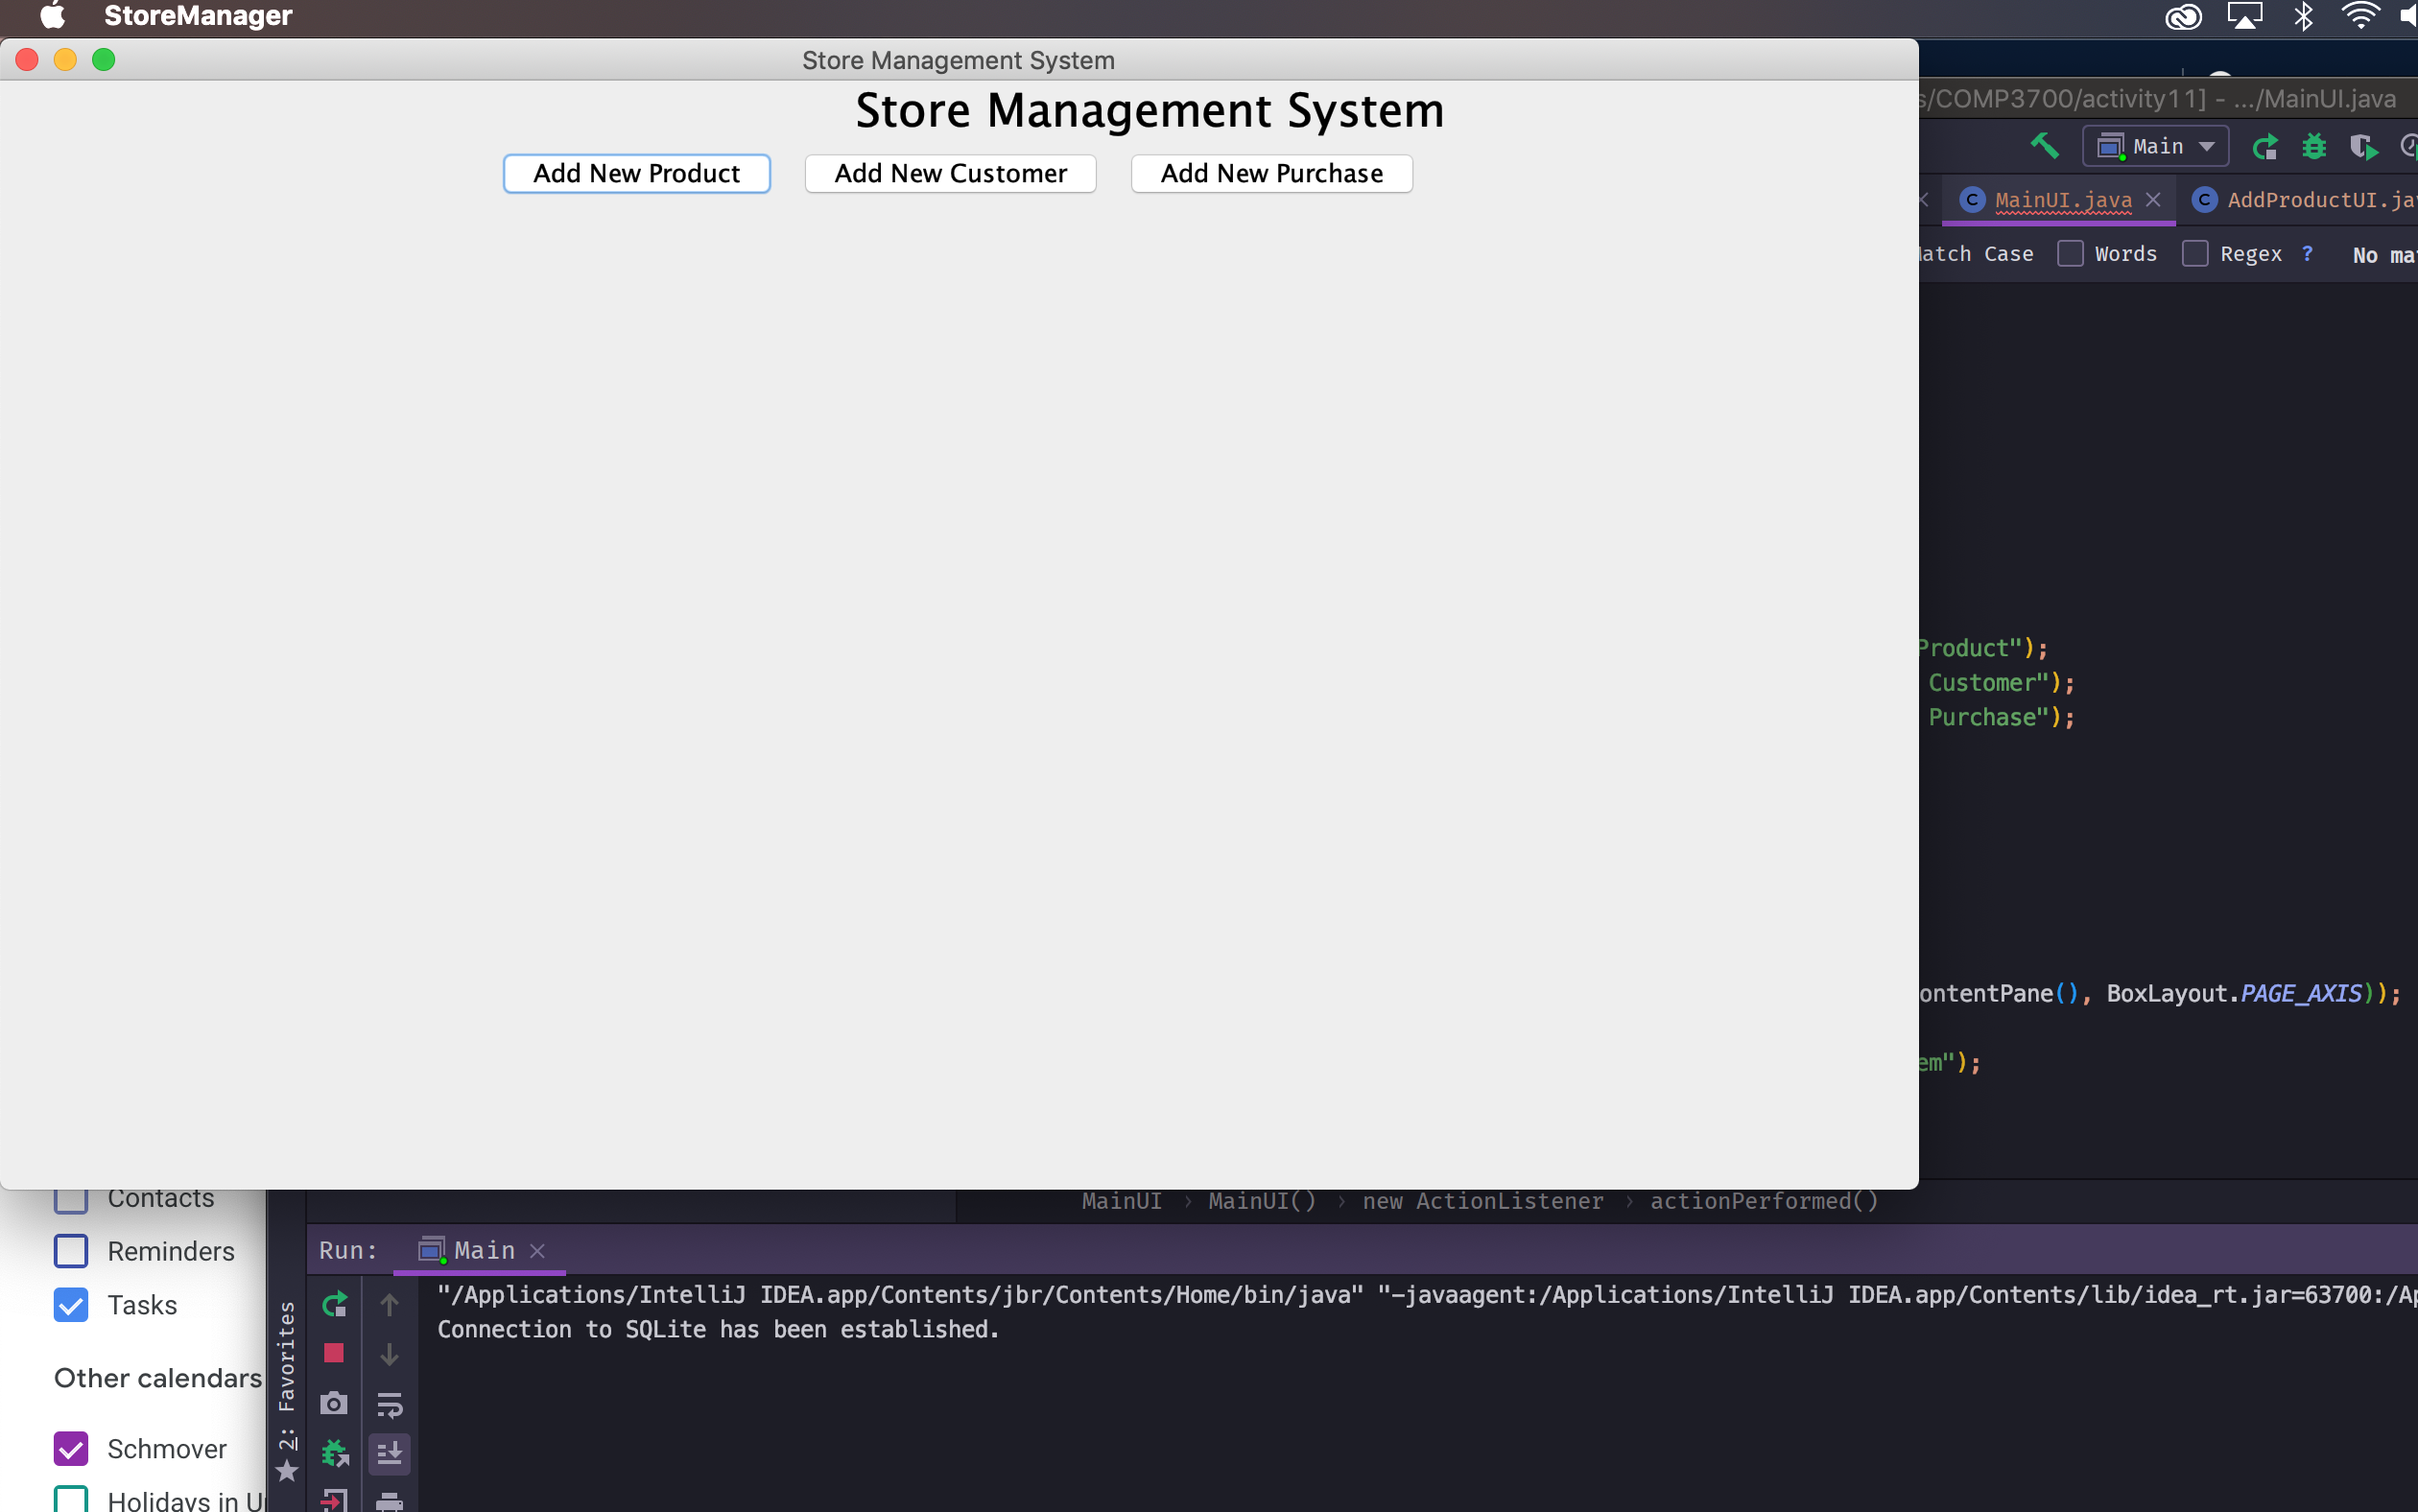 StoreManager
Store Management System
Store Management System
Add New Product
Add New Customer
Add New Purchase
s/COMP3700/activity11] - .../MainUI.java
Main
MainUI.java
AddProductUI.ja
atch Case
Words
Regex
?
No ma
Product");
Customer");
Purchase");
ontentPane(), BoxLayout.PAGE_AXIS));
em");
MainUI › MainUI() › new ActionListener › actionPerformed()
Contacts
Reminders
Tasks
Other calendars
Schmover
Holidays in U
2: Favorites
Run:
Main
"/Applications/IntelliJ IDEA.app/Contents/jbr/Contents/Home/bin/java" "-javaagent:/Applications/IntelliJ IDEA.app/Contents/lib/idea_rt.jar=63700:/Ap
Connection to SQLite has been established.